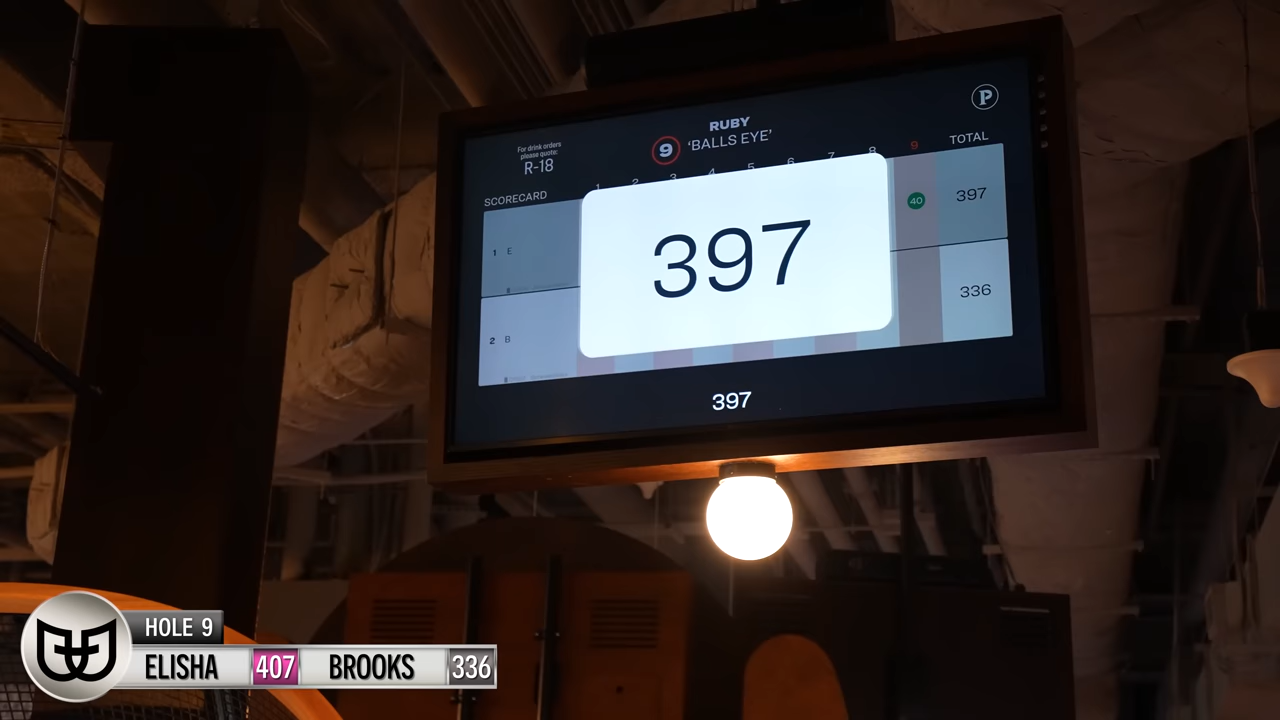 RUBY
9 'BALLS EYE'
For drink orders
please quote:
R-18
P
SCORECARD 1 2 3 4 5 6 7 8 9 TOTAL
1 E 40 397
397
2 B 336
397
HOLE 9
ELISHA 407 BROOKS 336